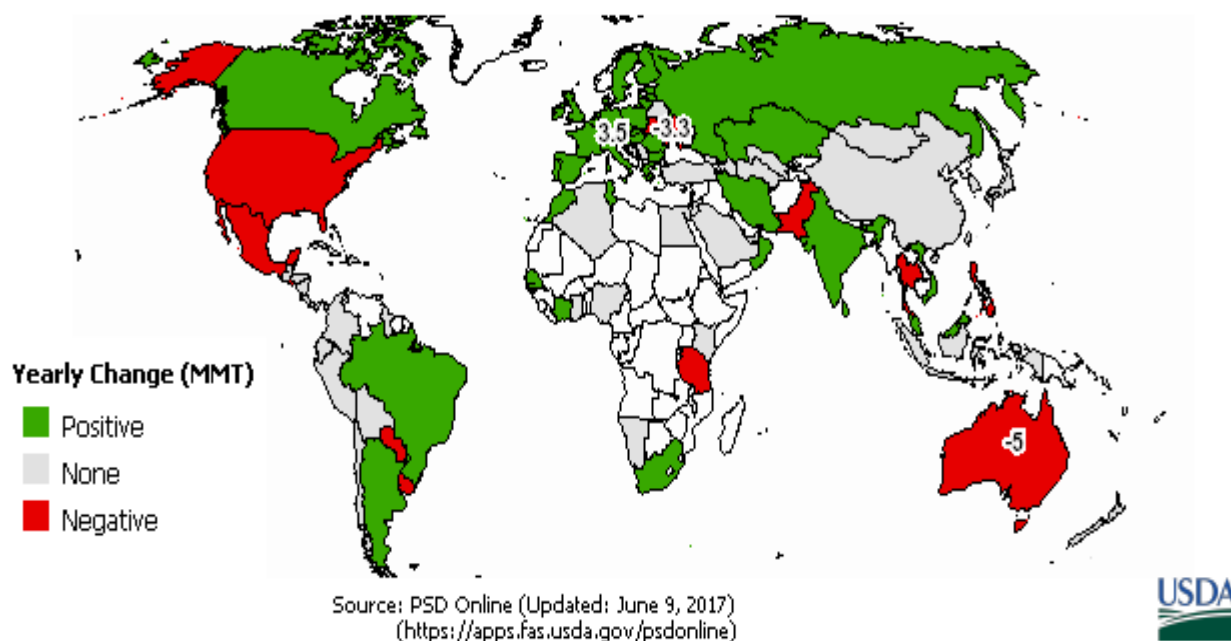 3.5
-3.3
Yearly Change (MMT)
Positive
None
Negative
-5
Source: PSD Online (Updated: June 9, 2017)
(https://apps.fas.usda.gov/psdonline)
USDA